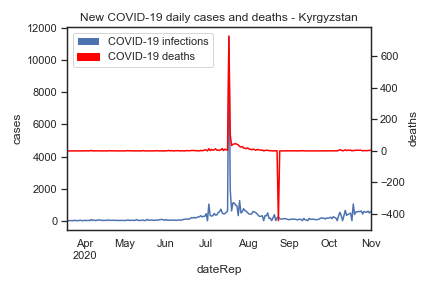 New COVID-19 daily cases and deaths - Kyrgyzstan
COVID-19 infections
COVID-19 deaths
12000
10000
8000
6000
4000
2000
0
cases
600
400
200
0
−200
−400
deaths
Apr
2020
May
Jun
Jul
Aug
Sep
Oct
Nov
dateRep